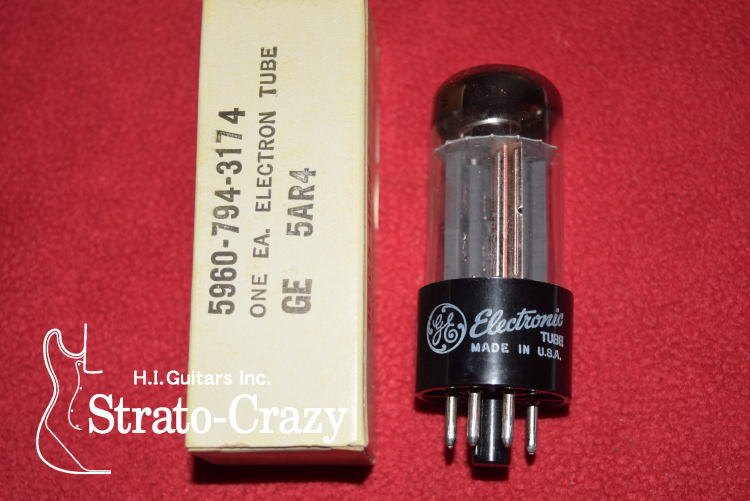 5960-794-3174
ONE EA. ELECTRON TUBE
GE 5AR4
GE Electronic
TUBE
MADE IN U.S.A.
H.I.Guitars Inc.
Strato-Crazy